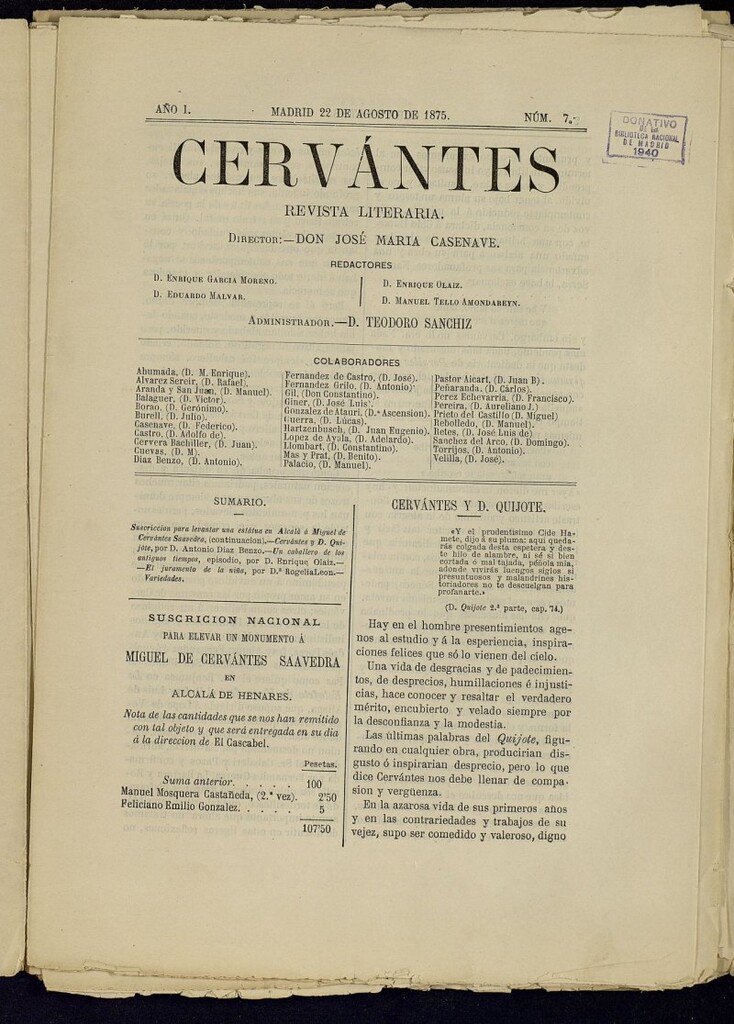 AÑO I.
MADRID 22 DE AGOSTO DE 1875.
NÚM. 7.
DONATIVO
DE LA
BIBLIOTECA NACIONAL
DE MADRID
1940
CERVÁNTES
REVISTA LITERARIA.
DIRECTOR:—DON JOSÉ MARIA CASENAVE.
REDACTORES
D. ENRIQUE GARCIA MORENO.
D. EDUARDO MALVAR.
D. ENRIQUE OLAIZ.
D. MANUEL TELLO AMONDAREYN.
ADMINISTRADOR.—D. TEODORO SANCHIZ
COLABORADORES
Ahumada, (D. M. Enrique).
Alvarez Sereir, (D. Rafael).
Aranda y San Juan, (D. Manuel).
Balaguer, (D. Victor).
Borao, (D. Gerónimo).
Burell, (D. Julio).
Casenave, (D. Federico).
Castro, (D. Adolfo de).
Cervera Bachiller, (D. Juan).
Cuevas, (D. M).
Diaz Benzo, (D. Antonio).
Fernandez de Castro, (D. José).
Fernandez Grilo, (D. Antonio).
Gil, (Don Constantino).
Giner, (D. José Luis).
Gonzalez de Atauri, (D.ª Ascension).
Guerra, (D. Lúcas).
Hartzenbusch, (D. Juan Eugenio).
Lopez de Ayala, (D. Adelardo).
Llombart, (D. Constantino).
Mas y Prat, (D. Benito).
Palacio, (D. Manuel).
Pastor Aicart, (D. Juan B).
Peñaranda, (D. Cárlos).
Perez Echevarria, (D. Francisco).
Pereira, (D. Aureliano J.)
Prieto del Castillo (D. Miguel)
Rebolledo, (D. Manuel).
Retes, (D. José Luis de)
Sanchez del Arco, (D. Domingo).
Torrijos, (D. Antonio).
Velilla, (D. José).
SUMARIO.
Suscricion para levantar una estátua en Alcalá á Miguel de
Cervántes Saavedra, (continuacion).—Cervántes y D. Qui-
jote, por D. Antonio Diaz Benzo.—Un caballero de los
antiguos tiempos, episodio, por D. Enrique Olaiz.—
—El juramento de la niña, por D.ª Rogelia Leon.—
Variedades.
SUSCRICION NACIONAL
PARA ELEVAR UN MONUMENTO Á
MIGUEL DE CERVÁNTES SAAVEDRA
EN
ALCALÁ DE HENARES.
Nota de las cantidades que se nos han remitido
con tal objeto y que será entregada en su dia
á la direccion de El Cascabel.
Pesetas.
Suma anterior. . . . . 100
Manuel Mosquera Castañeda, (2.ª vez). 2'50
Feliciano Emilio Gonzalez. . . . . 5
107'50
CERVÁNTES Y D. QUIJOTE.
«Y el prudentisimo Cide Ha-
mete, dijo á su pluma: aqui queda-
rás colgada desta espetera y des-
te hilo de alambre, ni sé si bien
cortada ó mal tajada, péñola mia,
adonde vivirás luengos siglos si
presuntuosos y malandrines his-
toriadores no te descuelgan para
profanarte.»
(D. Quijote 2.ª parte, cap. 74.)
Hay en el hombre presentimientos age-
nos al estudio y á la esperiencia, inspira-
ciones felices que sólo vienen del cielo.
Una vida de desgracias y de padecimien-
tos, de desprecios, humillaciones é injusti-
cias, hace conocer y resaltar el verdadero
mérito, encubierto y velado siempre por
la desconfianza y la modestia.
Las últimas palabras del Quijote, figu-
rando en cualquier obra, producirian dis-
gusto ó inspirarian desprecio, pero lo que
dice Cervántes nos debe llenar de compa-
sion y vergüenza.
En la azarosa vida de sus primeros años
y en las contrariedades y trabajos de su
vejez, supo ser comedido y valeroso, digno